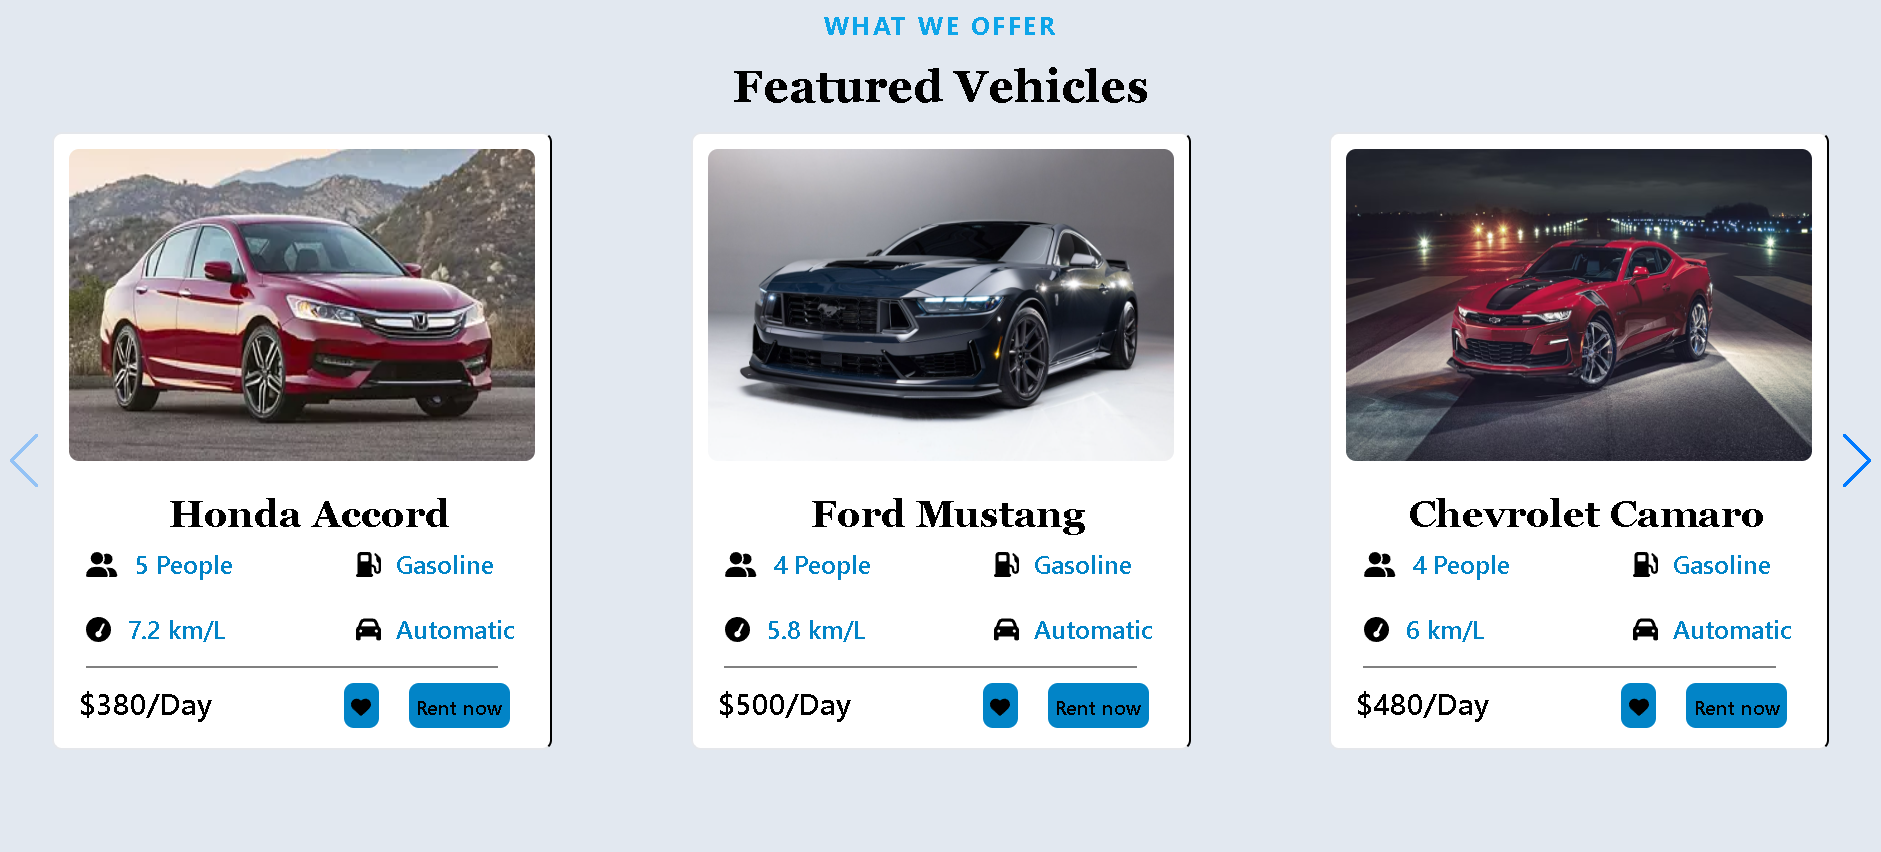 WHAT WE OFFER
Featured Vehicles
Honda Accord
5 People
Gasoline
7.2 km/L
Automatic
$380/Day
Rent now
Ford Mustang
4 People
Gasoline
5.8 km/L
Automatic
$500/Day
Rent now
Chevrolet Camaro
4 People
Gasoline
6 km/L
Automatic
$480/Day
Rent now